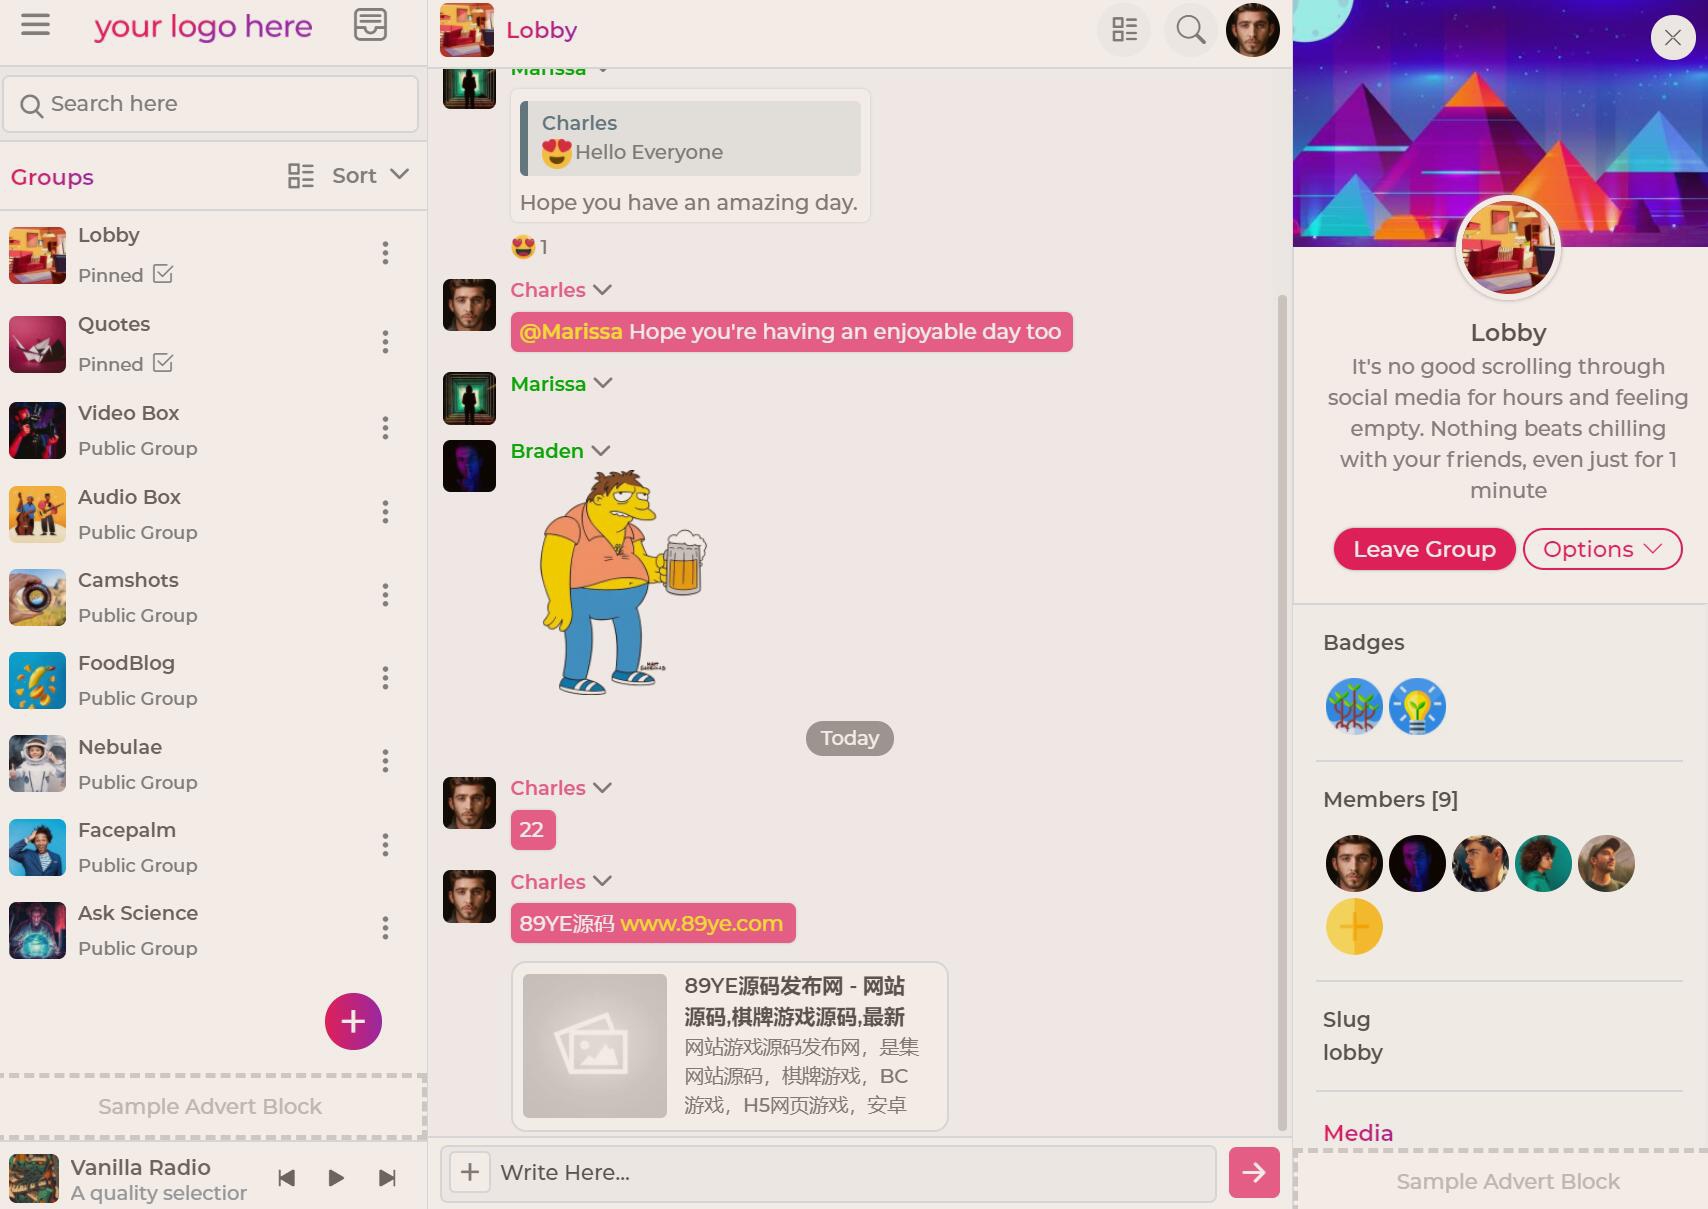 your logo here
Search here
Groups
Sort
Lobby
Pinned
Quotes
Pinned
Video Box
Public Group
Audio Box
Public Group
Camshots
Public Group
FoodBlog
Public Group
Nebulae
Public Group
Facepalm
Public Group
Ask Science
Public Group
Sample Advert Block
Vanilla Radio
A quality selection
Lobby
Marissa
Charles
Hello Everyone
Hope you have an amazing day.
1
Charles
@Marissa Hope you're having an enjoyable day too
Marissa
Braden
Today
Charles
22
Charles
89YE源码 www.89ye.com
89YE源码发布网 - 网站
源码,棋牌游戏源码,最新
网站游戏源码发布网，是集
网站源码，棋牌游戏，BC
游戏，H5网页游戏，安卓
Write Here...
Lobby
It's no good scrolling through
social media for hours and feeling
empty. Nothing beats chilling
with your friends, even just for 1
minute
Leave Group
Options
Badges
Members [9]
Slug
lobby
Media
Sample Advert Block